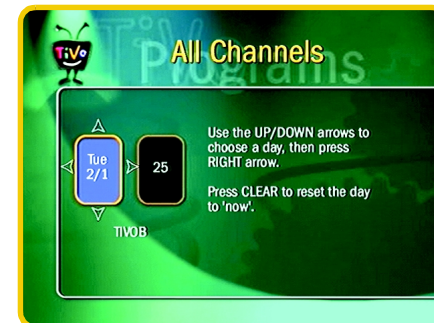 TiVo
TiVo
Programs
All Channels
Use the UP/DOWN arrows to
choose a day, then press
RIGHT arrow.
Press CLEAR to reset the day
to 'now'.
Tue
2/1
25
TIVOB